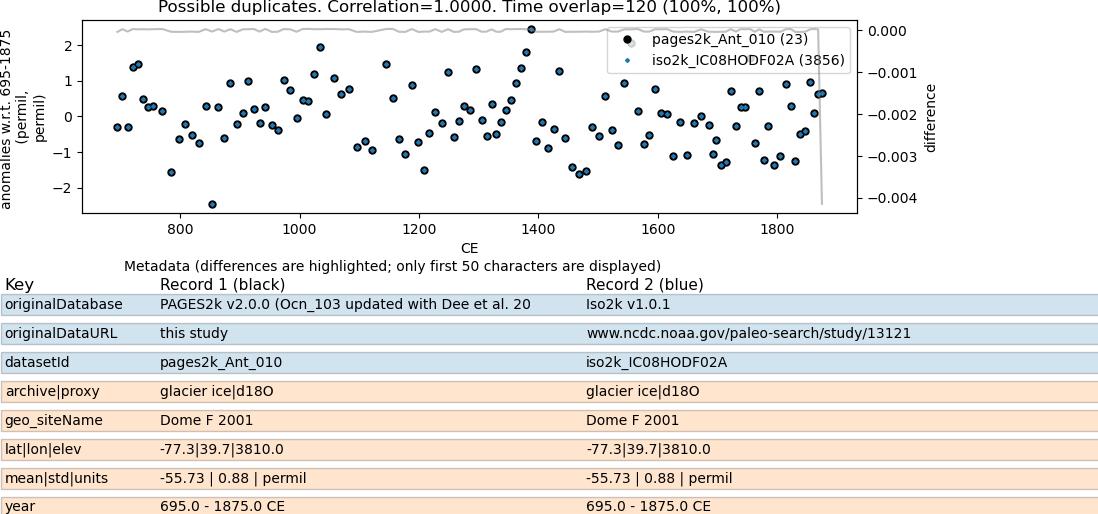 Possible duplicates. Correlation=1.0000. Time overlap=120 (100%, 100%)
anomalies w.r.t. 695-1875
(permil,
permil)
2
1
0
−1
−2
pages2k_Ant_010 (23)
iso2k_IC08HODF02A (3856)
0.000
−0.001
−0.002
−0.003
−0.004
difference
800 1000 1200 1400 1600 1800
CE
Metadata (differences are highlighted; only first 50 characters are displayed)
Key Record 1 (black) Record 2 (blue)
originalDatabase PAGES2k v2.0.0 (Ocn_103 updated with Dee et al. 20 Iso2k v1.0.1
originalDataURL this study www.ncdc.noaa.gov/paleo-search/study/13121
datasetId pages2k_Ant_010 iso2k_IC08HODF02A
archive|proxy glacier ice|d18O glacier ice|d18O
geo_siteName Dome F 2001 Dome F 2001
lat|lon|elev -77.3|39.7|3810.0 -77.3|39.7|3810.0
mean|std|units -55.73 | 0.88 | permil -55.73 | 0.88 | permil
year 695.0 - 1875.0 CE 695.0 - 1875.0 CE